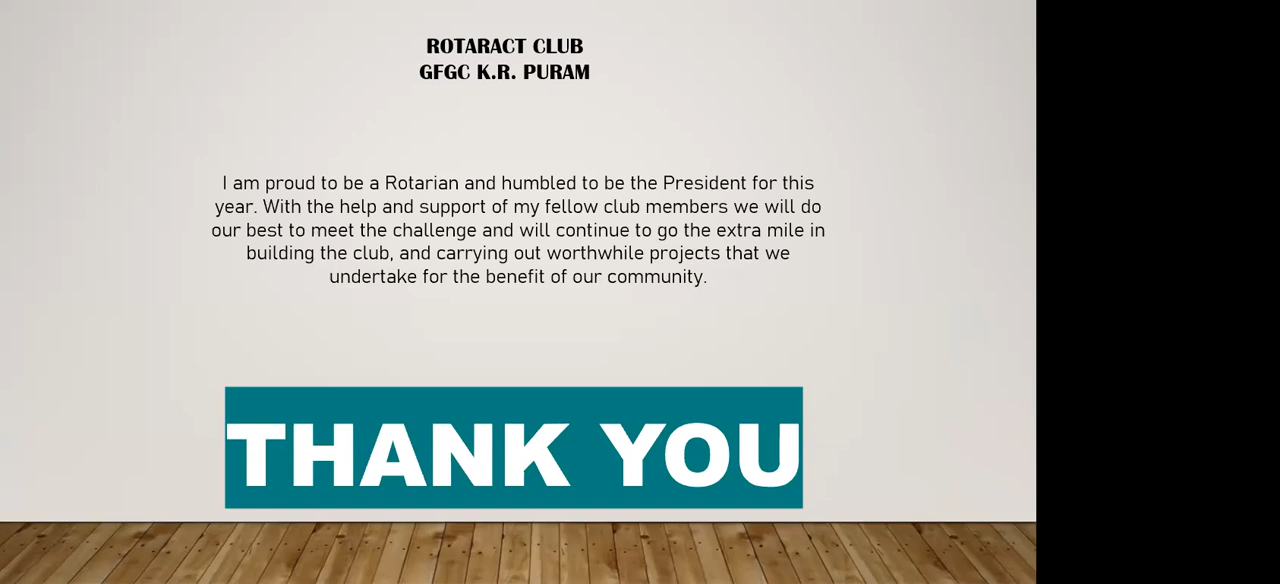 ROTARACT CLUB
GFGC K.R. PURAM
I am proud to be a Rotarian and humbled to be the President for this
year. With the help and support of my fellow club members we will do
our best to meet the challenge and will continue to go the extra mile in
building the club, and carrying out worthwhile projects that we
undertake for the benefit of our community.
THANK YOU